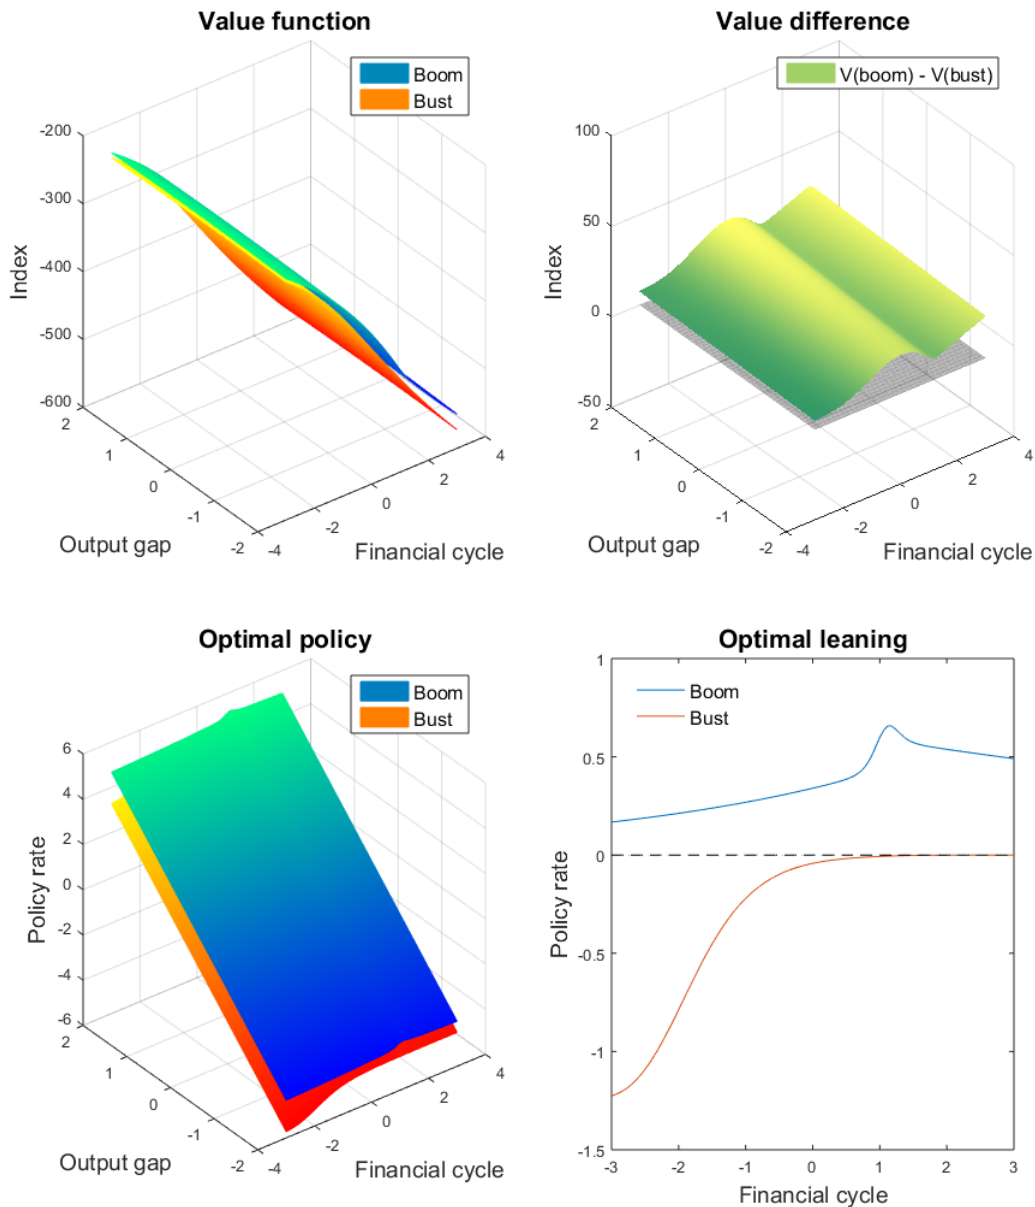 Value function
Boom
Bust
-200
-300
-400
-500
-600
Index
2
1
0
-1
-2
Output gap
-4
-2
0
2
4
Financial cycle
Value difference
V(boom) - V(bust)
100
50
0
-50
Index
2
1
0
-1
-2
Output gap
-4
-2
0
2
4
Financial cycle
Optimal policy
Boom
Bust
6
4
2
0
-2
-4
-6
Policy rate
2
1
0
-1
-2
Output gap
-4
-2
0
2
4
Financial cycle
Optimal leaning
Boom
Bust
1
0.5
0
-0.5
-1
-1.5
Policy rate
-3
-2
-1
0
1
2
3
Financial cycle